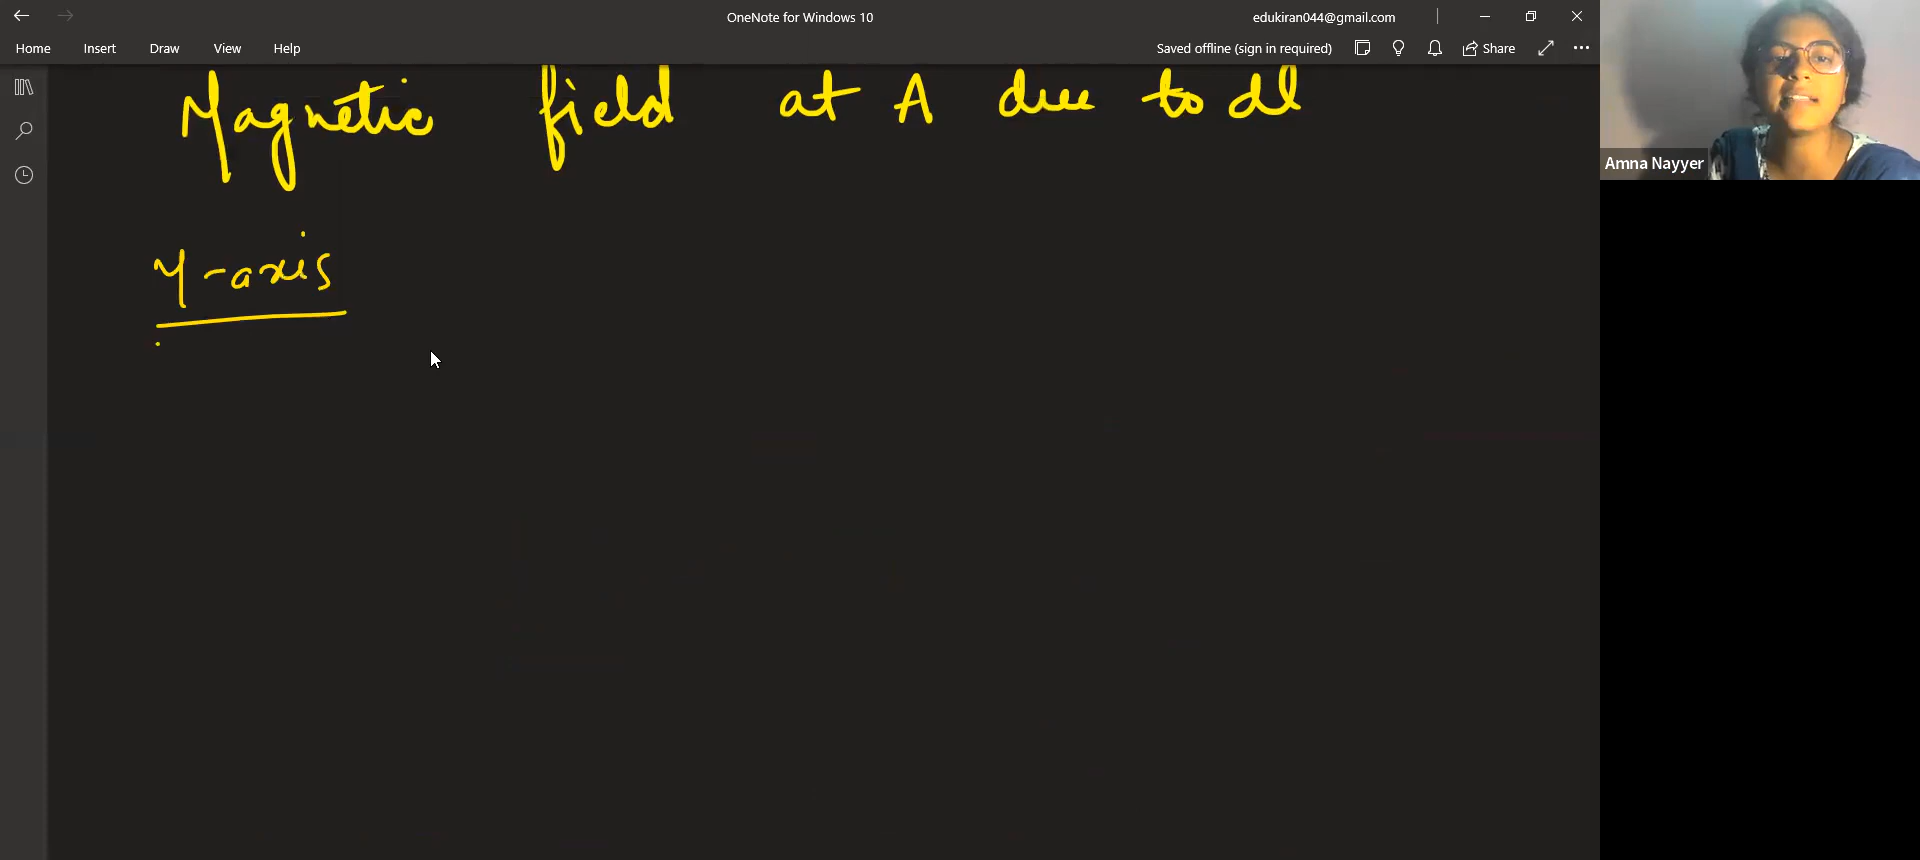 OneNote for Windows 10
edukiran044@gmail.com
Home Insert Draw View Help
Saved offline (sign in required)
Share
Magnetic field at A due to dl
Y-axis
Amna Nayyer